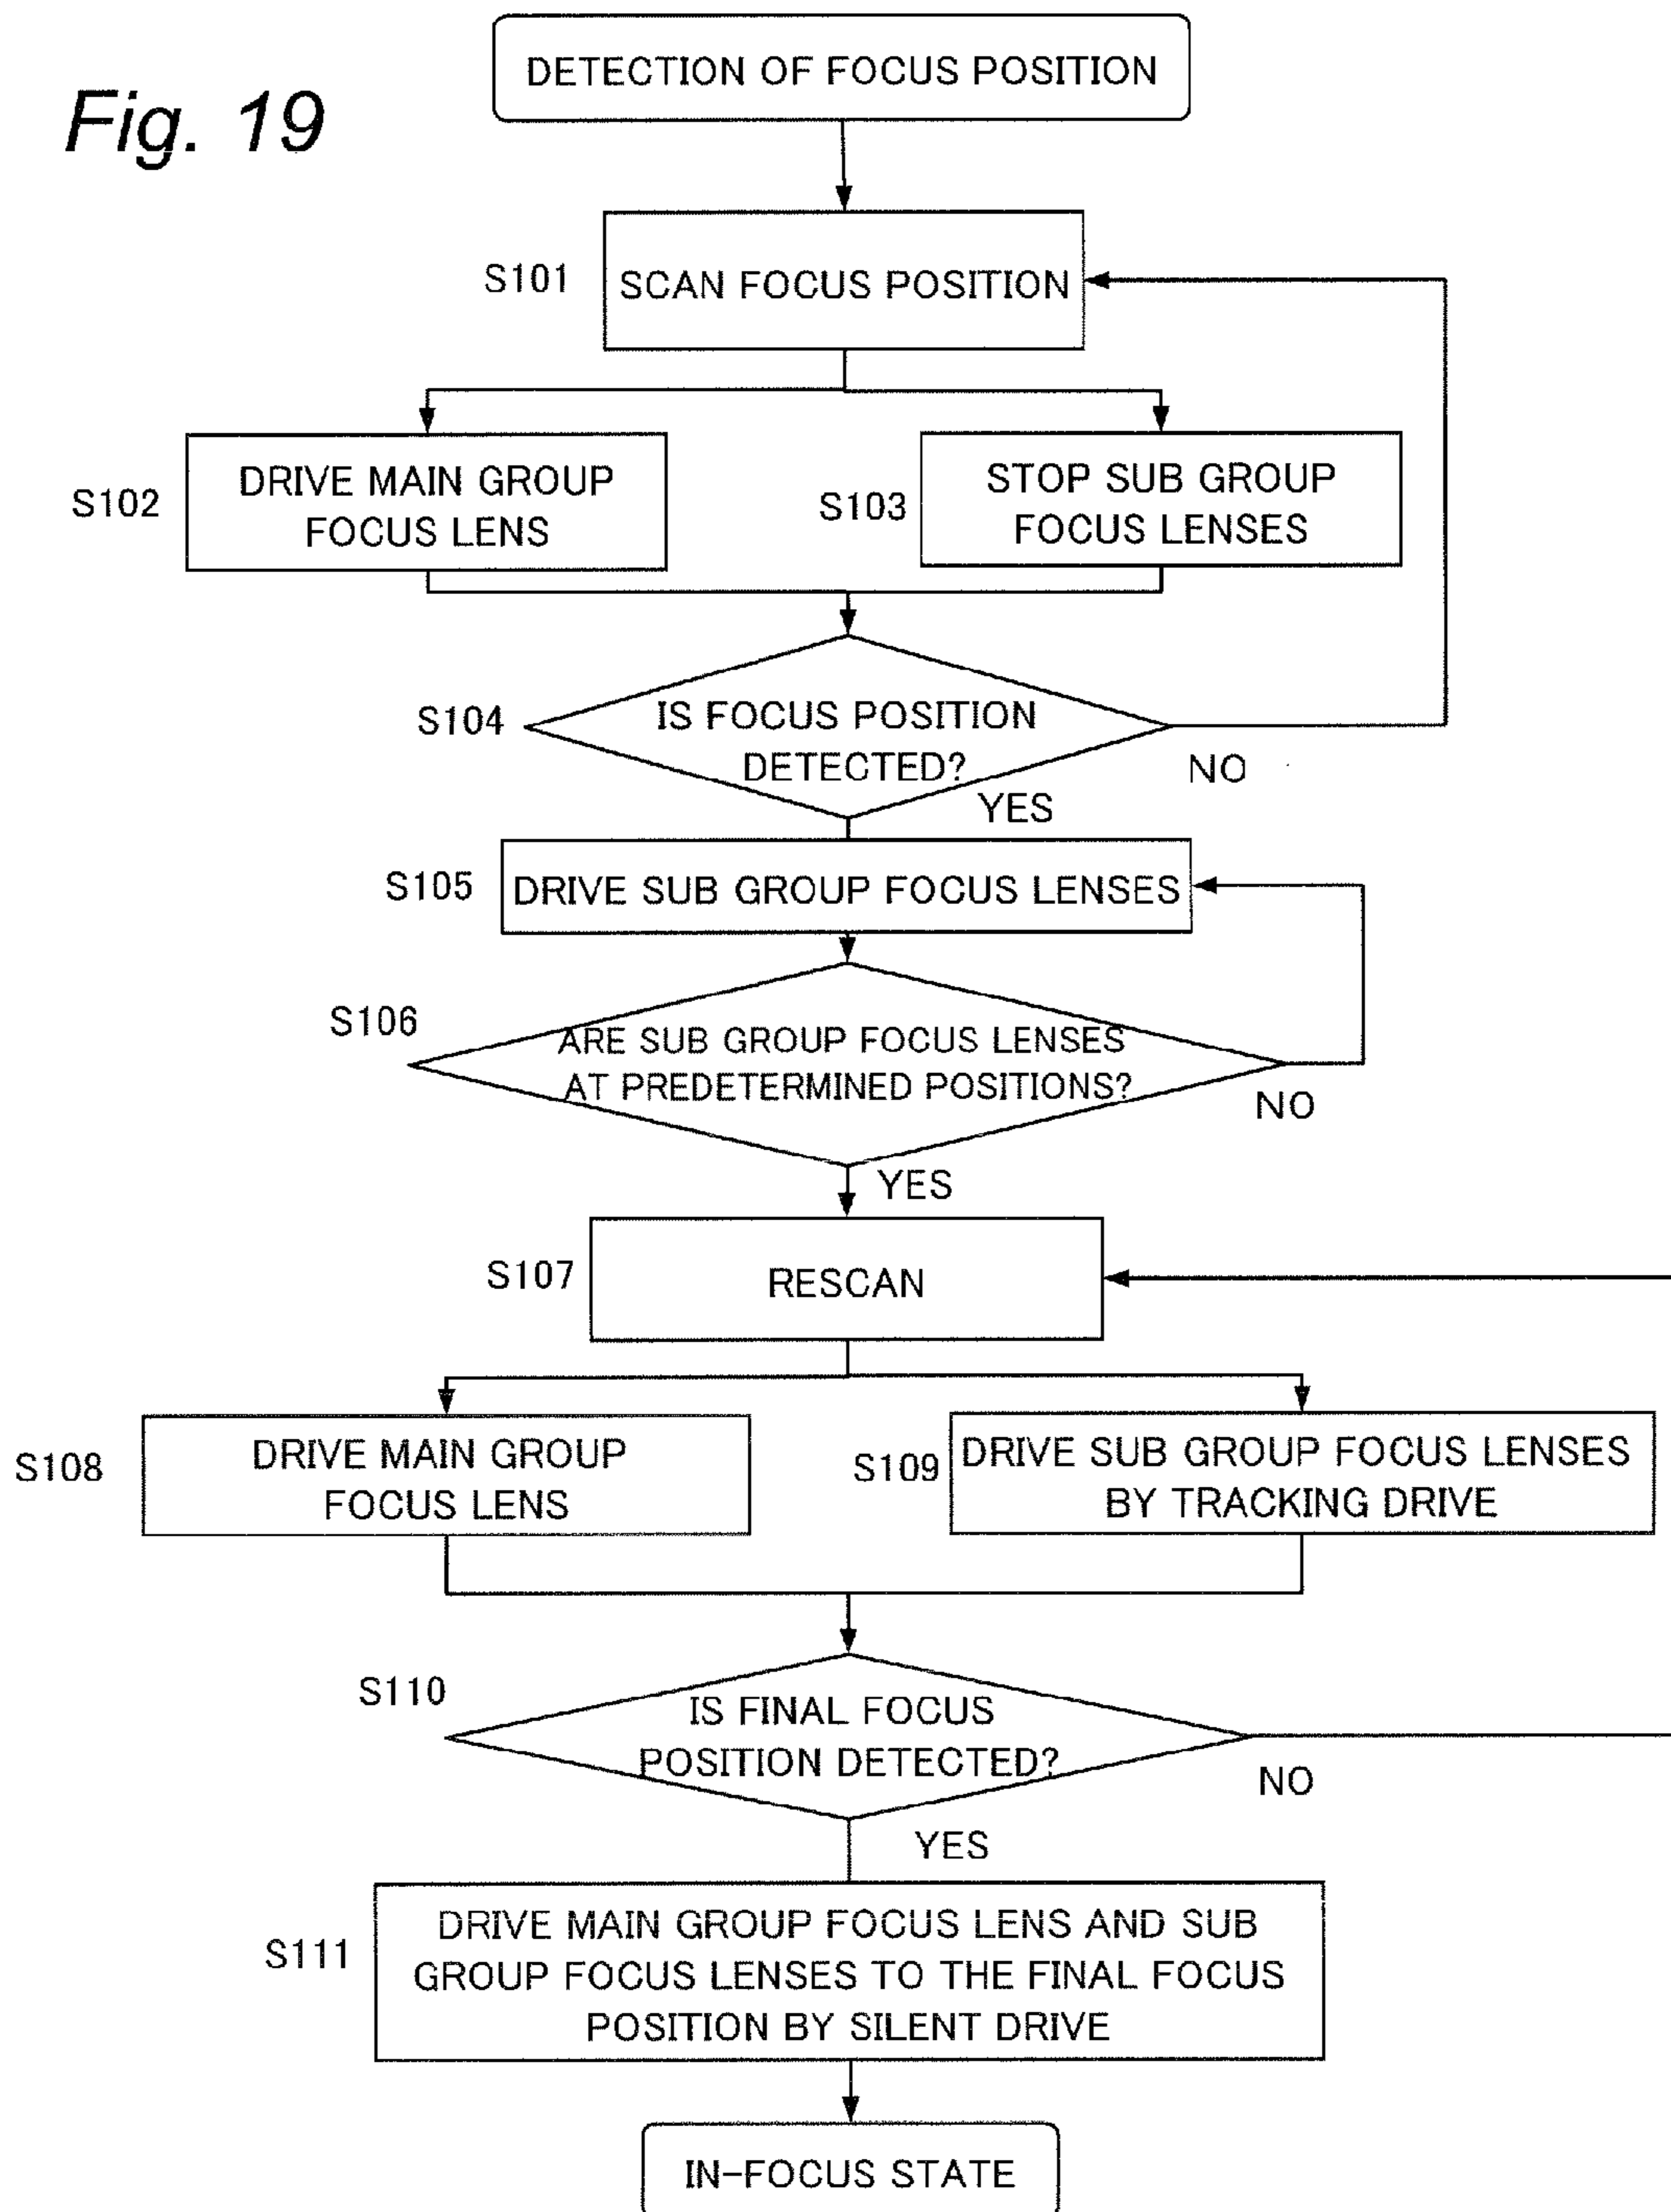 Fig. 19
DETECTION OF FOCUS POSITION
S101
SCAN FOCUS POSITION
S102
DRIVE MAIN GROUP
FOCUS LENS
S103
STOP SUB GROUP
FOCUS LENSES
S104
IS FOCUS POSITION
DETECTED?
NO
YES
S105
DRIVE SUB GROUP FOCUS LENSES
S106
ARE SUB GROUP FOCUS LENSES
AT PREDETERMINED POSITIONS?
NO
YES
S107
RESCAN
S108
DRIVE MAIN GROUP
FOCUS LENS
S109
DRIVE SUB GROUP FOCUS LENSES
BY TRACKING DRIVE
S110
IS FINAL FOCUS
POSITION DETECTED?
NO
YES
S111
DRIVE MAIN GROUP FOCUS LENS AND SUB
GROUP FOCUS LENSES TO THE FINAL FOCUS
POSITION BY SILENT DRIVE
IN-FOCUS STATE